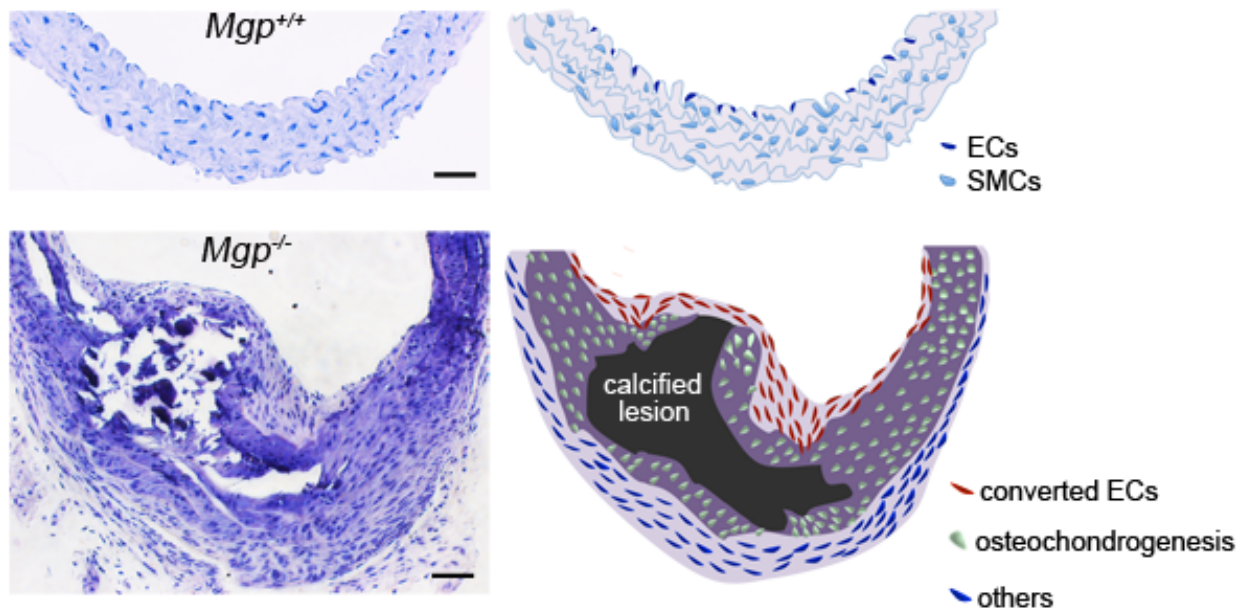 Mgp+/+
ECs
SMCs
Mgp-/-
calcified
lesion
converted ECs
osteochondrogenesis
others